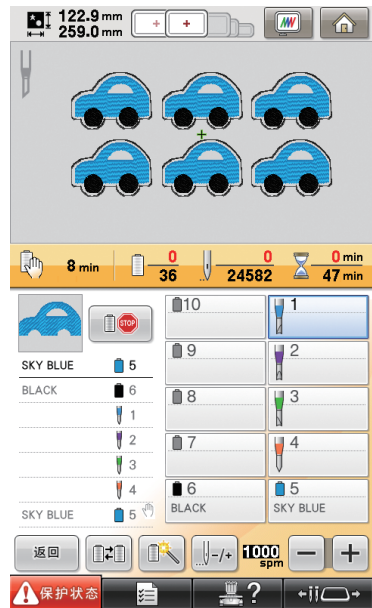 122.9 mm
259.0 mm
8 min
0
36
0
24582
0 min
47 min
STOP
SKY BLUE 5
BLACK 6
1
2
3
4
SKY BLUE 5
10
1
9
2
8
3
7
4
6
BLACK
5
SKY BLUE
返回
-/+
1000
spm
保护状态
?